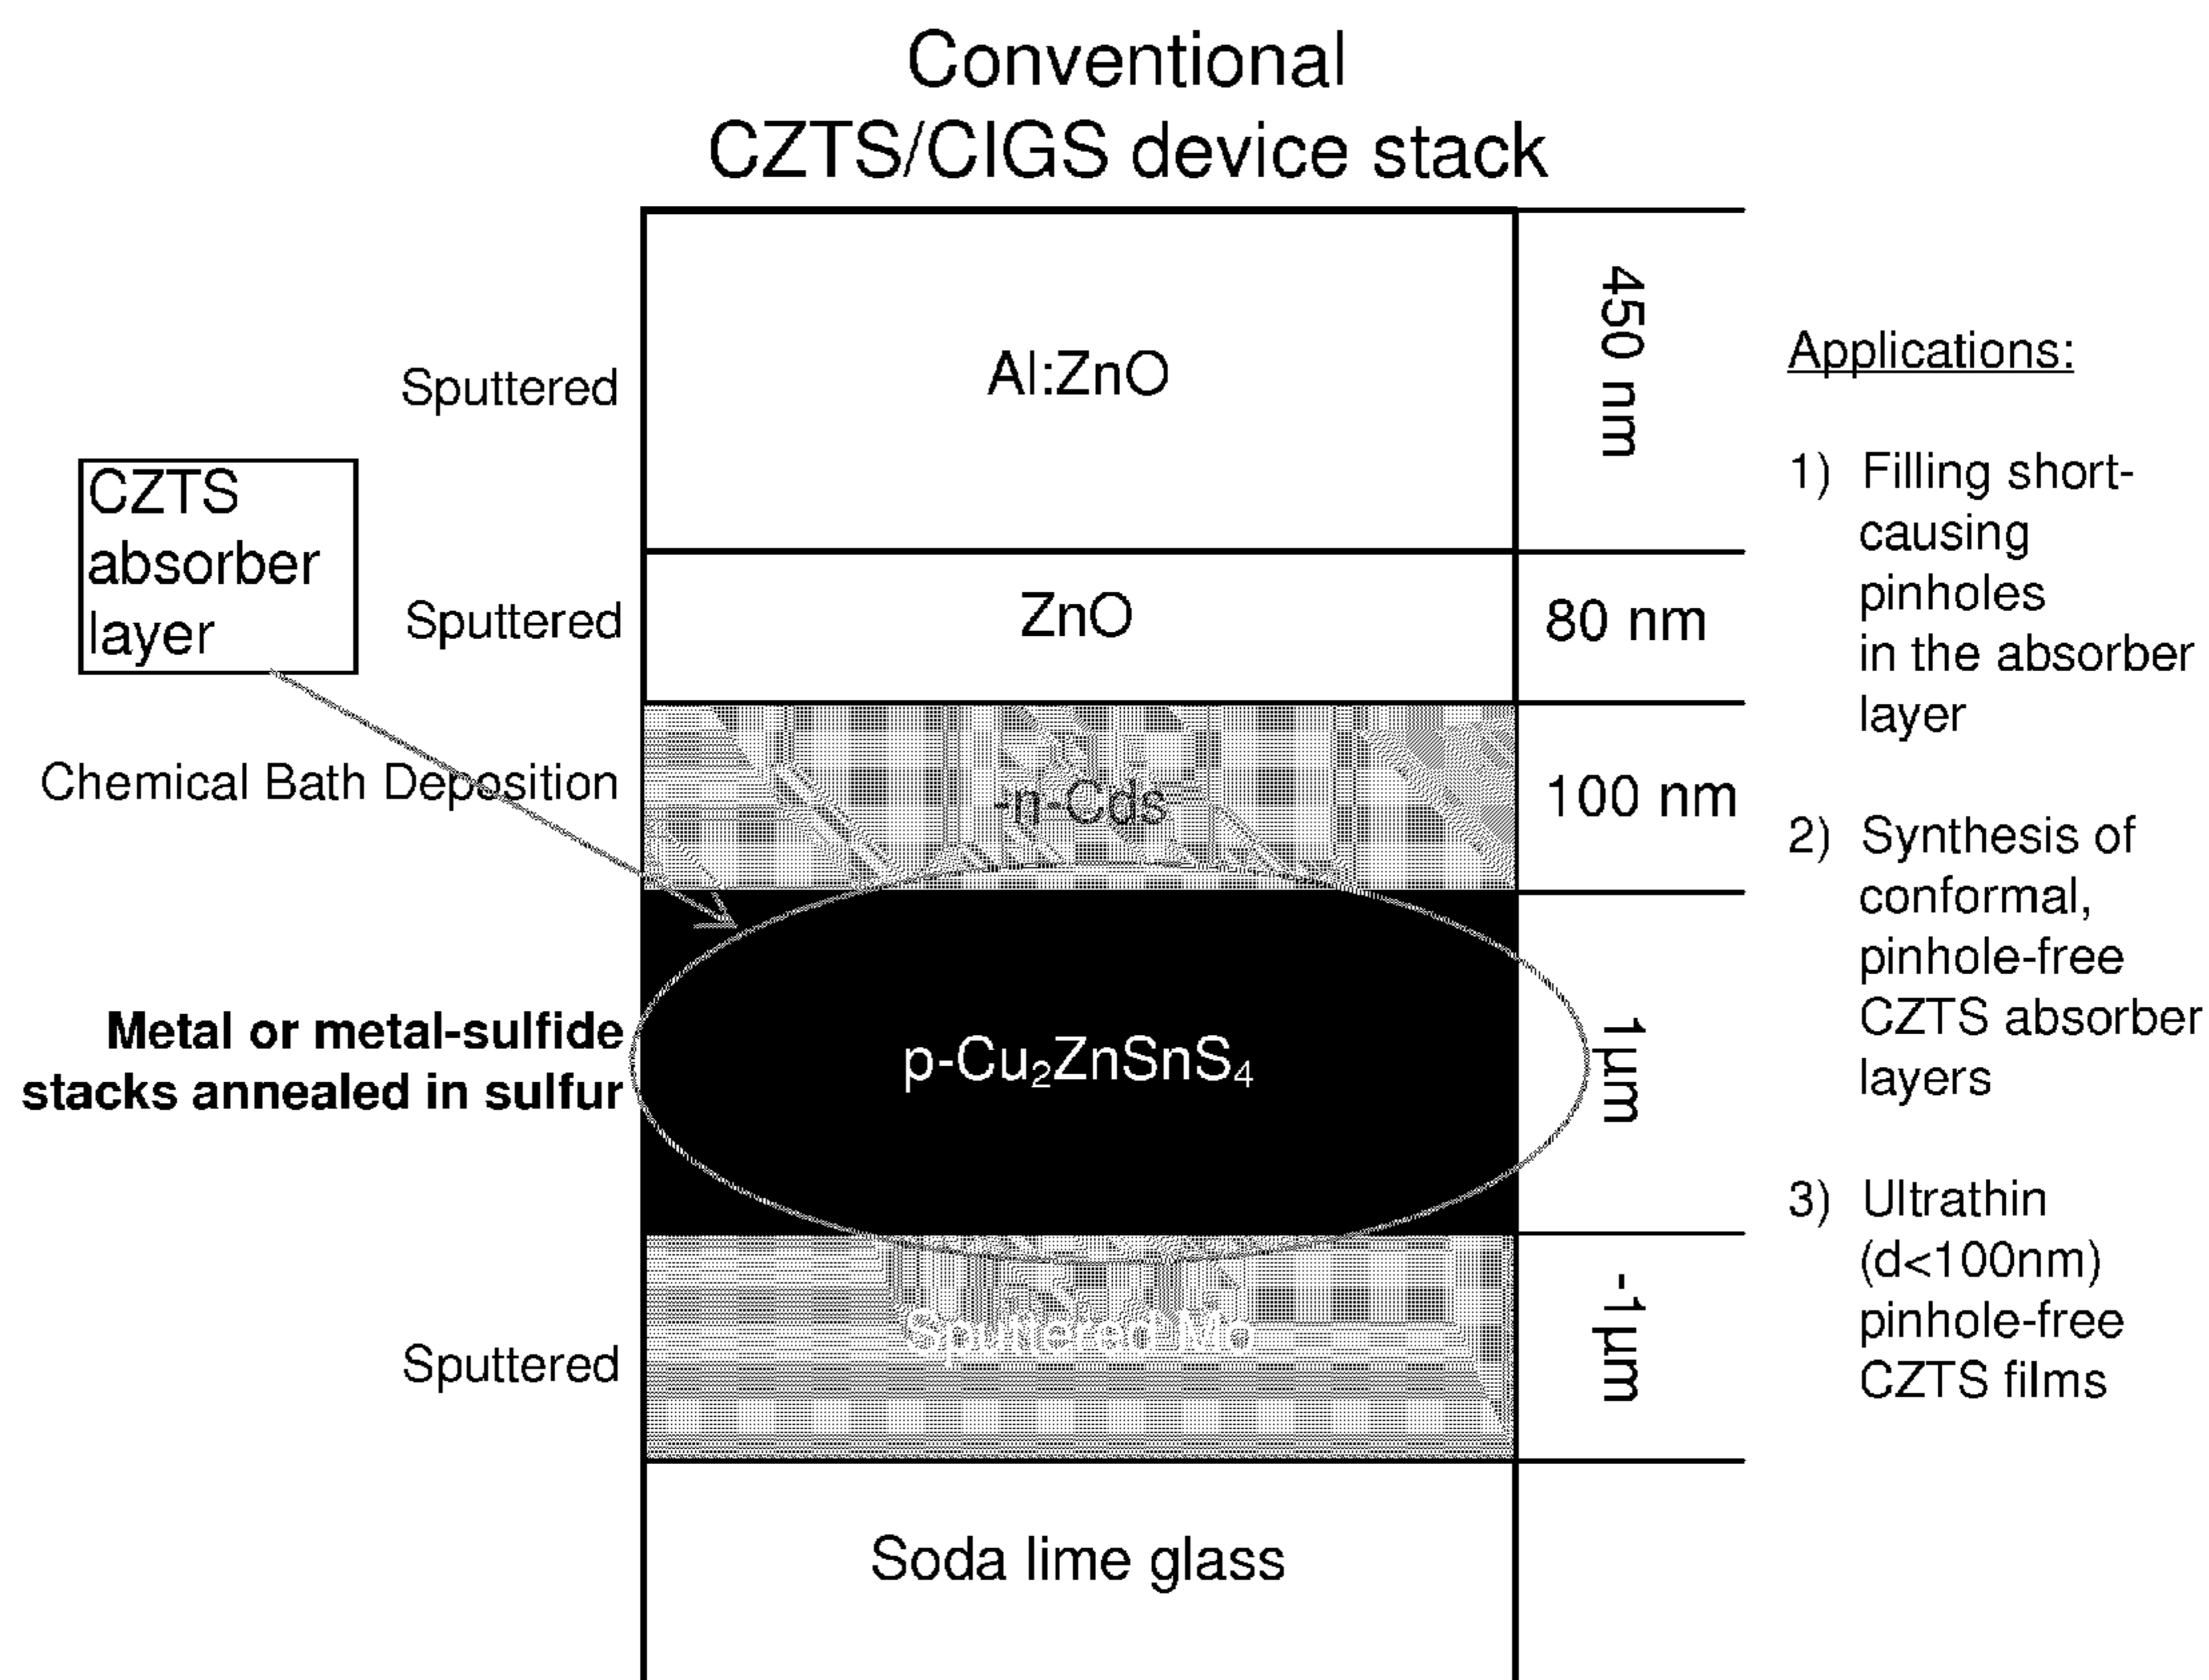 Conventional
CZTS/CIGS device stack
Sputtered
Al:ZnO
450 nm
CZTS
absorber
layer
Sputtered
ZnO
80 nm
Chemical Bath Deposition
-n-Cds
100 nm
Metal or metal-sulfide
stacks annealed in sulfur
p-Cu₂ZnSnS₄
1µm
Sputtered
Sputtered Mo
-1µm
Soda lime glass
Applications:
1) Filling short-
causing
pinholes
in the absorber
layer
2) Synthesis of
conformal,
pinhole-free
CZTS absorber
layers
3) Ultrathin
(d<100nm)
pinhole-free
CZTS films